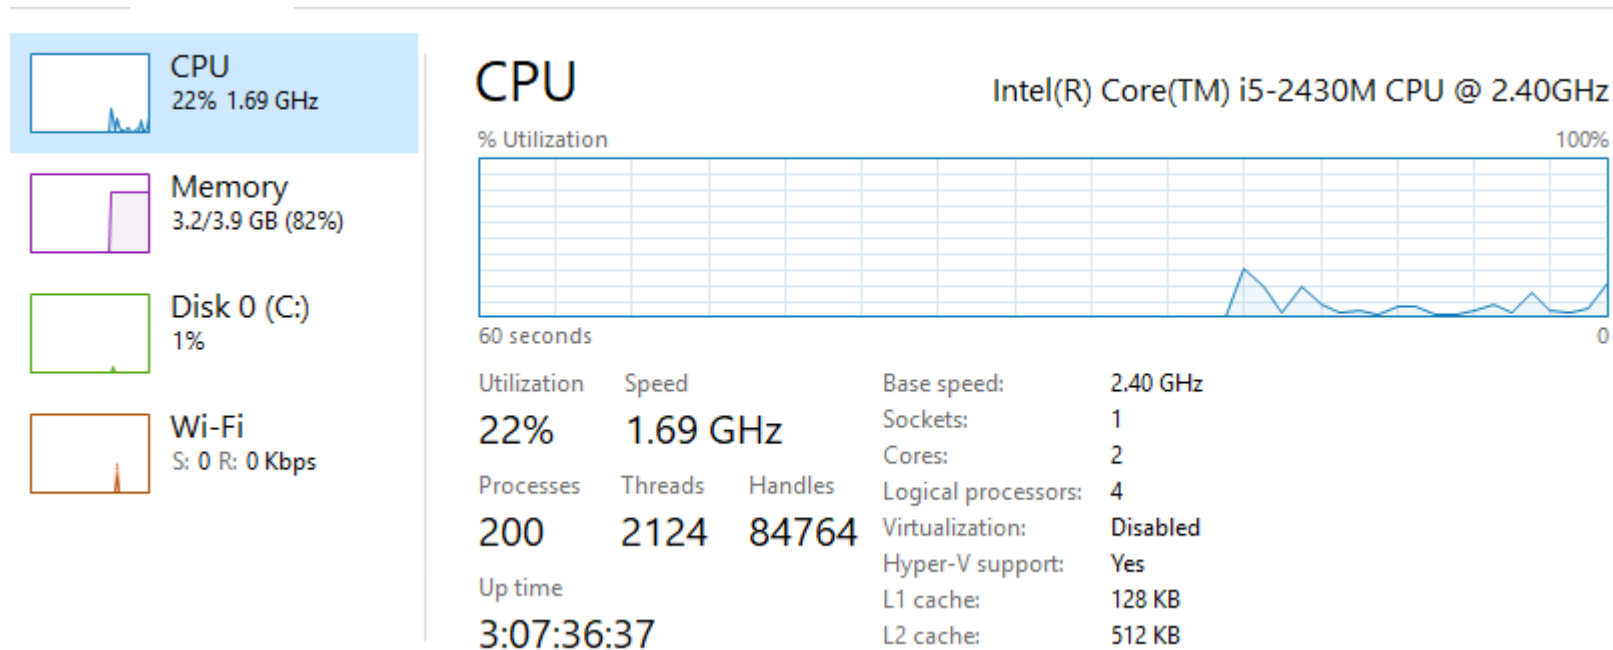 CPU
22% 1.69 GHz
Memory
3.2/3.9 GB (82%)
Disk 0 (C:)
1%
Wi-Fi
S: 0 R: 0 Kbps
CPU
Intel(R) Core(TM) i5-2430M CPU @ 2.40GHz
% Utilization 100%
60 seconds 0
Utilization Speed
22% 1.69 GHz
Processes Threads Handles
200 2124 84764
Up time
3:07:36:37
Base speed: 2.40 GHz
Sockets: 1
Cores: 2
Logical processors: 4
Virtualization: Disabled
Hyper-V support: Yes
L1 cache: 128 KB
L2 cache: 512 KB